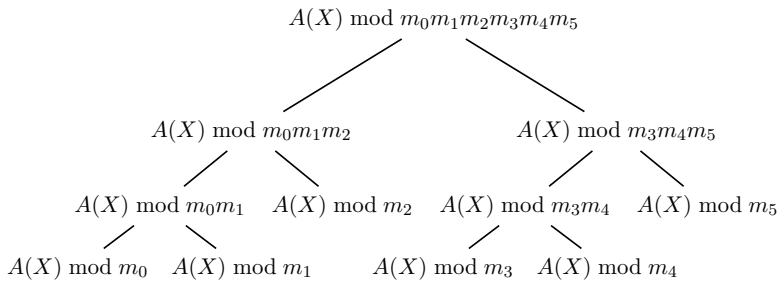 A(X) mod m₀m₁m₂m₃m₄m₅
A(X) mod m₀m₁m₂ A(X) mod m₃m₄m₅
A(X) mod m₀m₁ A(X) mod m₂ A(X) mod m₃m₄ A(X) mod m₅
A(X) mod m₀ A(X) mod m₁ A(X) mod m₃ A(X) mod m₄